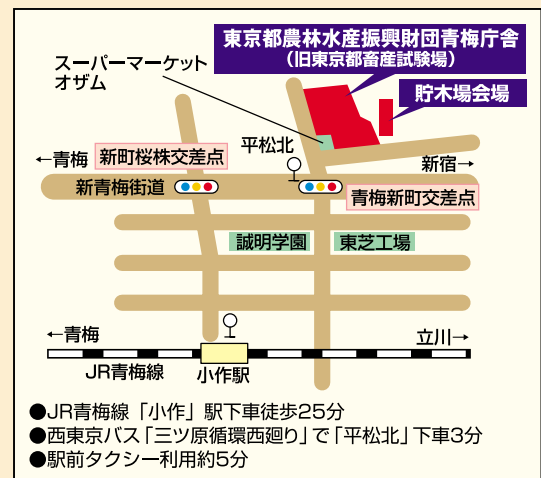 東京都農林水産振興財団青梅庁舎
（旧東京都畜産試験場）
スーパーマーケット
オザム
貯木場会場
平松北
←青梅
新町桜株交差点
新宿→
新青梅街道
青梅新町交差点
誠明学園
東芝工場
←青梅
立川→
JR青梅線
小作駅
●JR青梅線「小作」駅下車徒歩25分
●西東京バス「三ツ原循環西廻り」で「平松北」下車3分
●駅前タクシー利用約5分